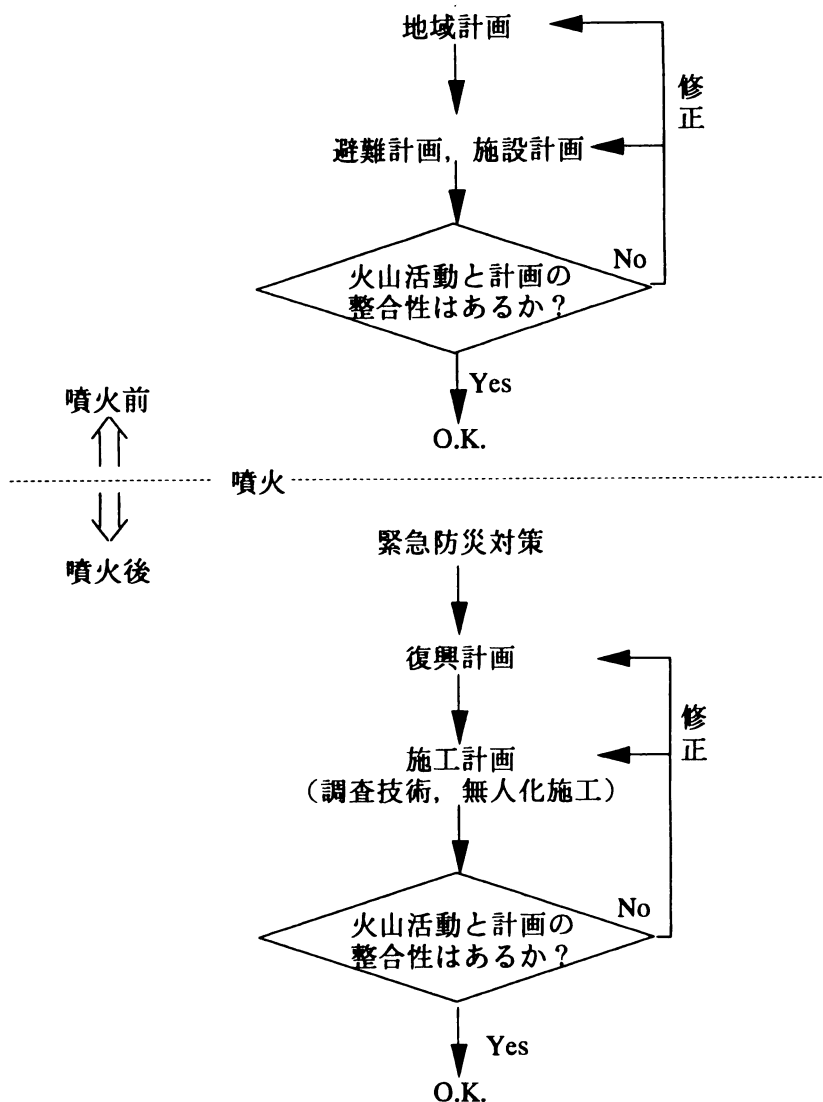 地域計画
修正
避難計画，施設計画
No
火山活動と計画の
整合性はあるか？
Yes
噴火前
O.K.
噴火
噴火後
緊急防災対策
復興計画
修正
施工計画
（調査技術，無人化施工）
No
火山活動と計画の
整合性はあるか？
Yes
O.K.